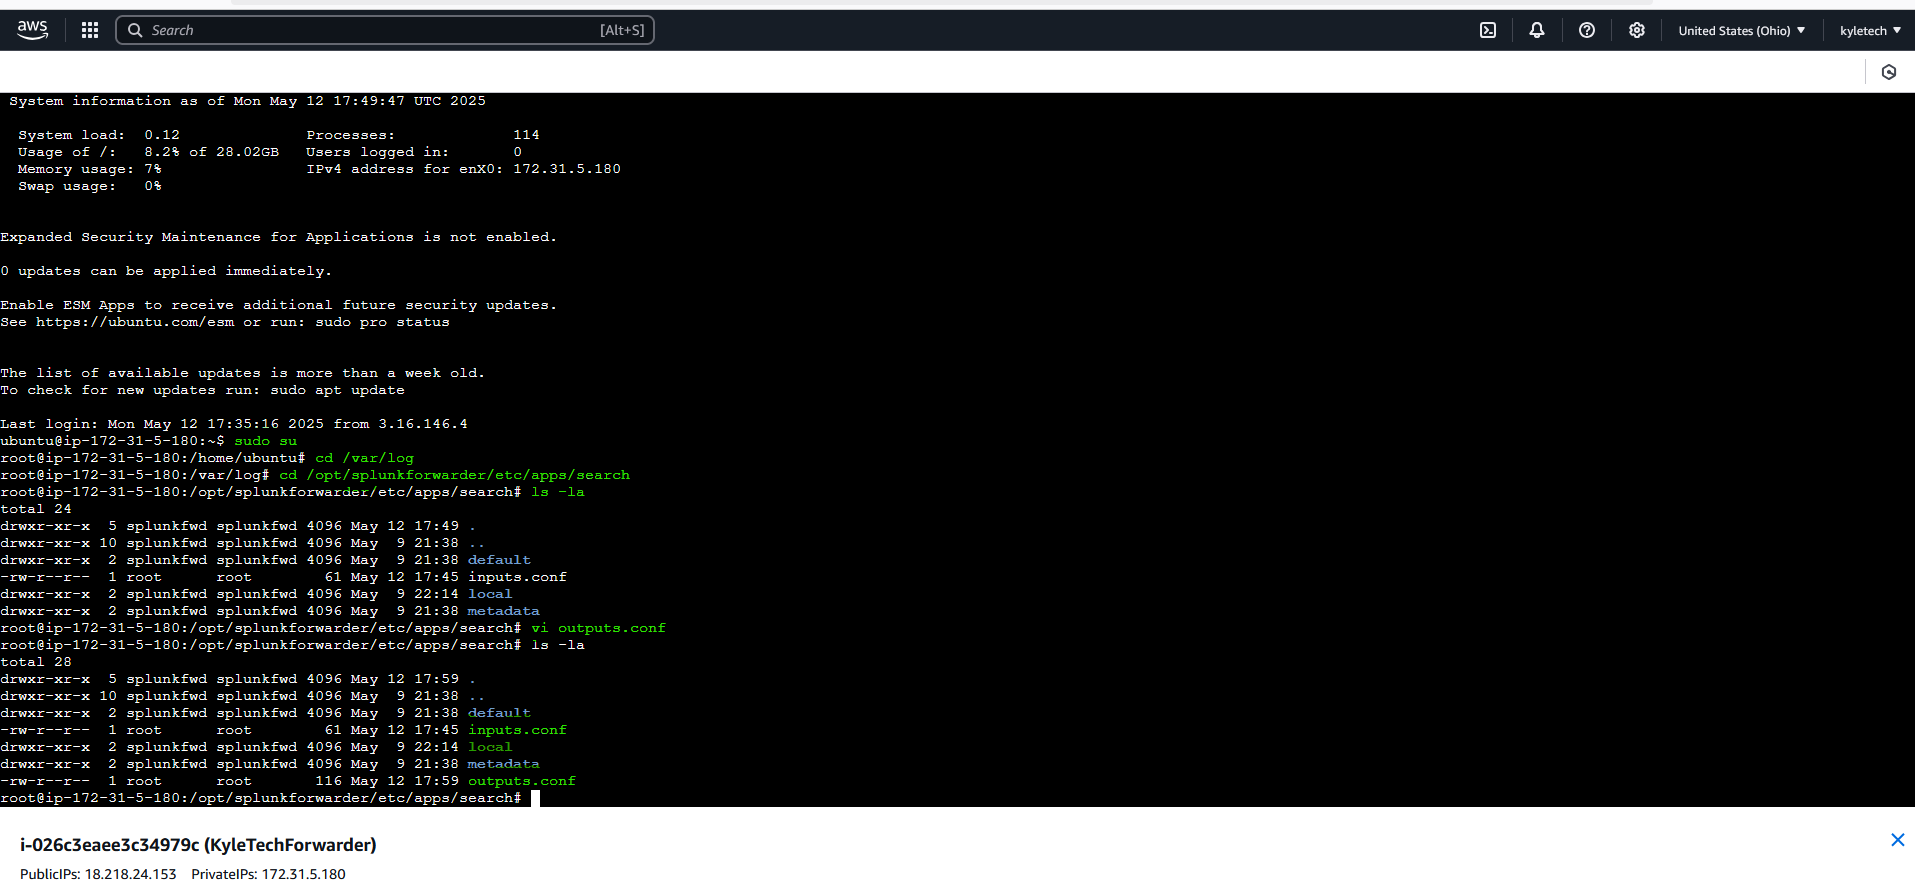 aws
Search [Alt+S]
United States (Ohio) ▼
kyletech ▼
System information as of Mon May 12 17:49:47 UTC 2025
System load: 0.12 Processes: 114
Usage of /: 8.2% of 28.02GB Users logged in: 0
Memory usage: 7% IPv4 address for enX0: 172.31.5.180
Swap usage: 0%
Expanded Security Maintenance for Applications is not enabled.
0 updates can be applied immediately.
Enable ESM Apps to receive additional future security updates.
See https://ubuntu.com/esm or run: sudo pro status
The list of available updates is more than a week old.
To check for new updates run: sudo apt update
Last login: Mon May 12 17:35:16 2025 from 3.16.146.4
ubuntu@ip-172-31-5-180:~$ sudo su
root@ip-172-31-5-180:/home/ubuntu# cd /var/log
root@ip-172-31-5-180:/var/log# cd /opt/splunkforwarder/etc/apps/search
root@ip-172-31-5-180:/opt/splunkforwarder/etc/apps/search# ls -la
total 24
drwxr-xr-x 5 splunkfwd splunkfwd 4096 May 12 17:49 .
drwxr-xr-x 10 splunkfwd splunkfwd 4096 May 9 21:38 ..
drwxr-xr-x 2 splunkfwd splunkfwd 4096 May 9 21:38 default
-rw-r--r-- 1 root root 61 May 12 17:45 inputs.conf
drwxr-xr-x 2 splunkfwd splunkfwd 4096 May 9 22:14 local
drwxr-xr-x 2 splunkfwd splunkfwd 4096 May 9 21:38 metadata
root@ip-172-31-5-180:/opt/splunkforwarder/etc/apps/search# vi outputs.conf
root@ip-172-31-5-180:/opt/splunkforwarder/etc/apps/search# ls -la
total 28
drwxr-xr-x 5 splunkfwd splunkfwd 4096 May 12 17:59 .
drwxr-xr-x 10 splunkfwd splunkfwd 4096 May 9 21:38 ..
drwxr-xr-x 2 splunkfwd splunkfwd 4096 May 9 21:38 default
-rw-r--r-- 1 root root 61 May 12 17:45 inputs.conf
drwxr-xr-x 2 splunkfwd splunkfwd 4096 May 9 22:14 local
drwxr-xr-x 2 splunkfwd splunkfwd 4096 May 9 21:38 metadata
-rw-r--r-- 1 root root 116 May 12 17:59 outputs.conf
root@ip-172-31-5-180:/opt/splunkforwarder/etc/apps/search#
i-026c3eaee3c34979c (KyleTechForwarder)
PublicIPs: 18.218.24.153 PrivateIPs: 172.31.5.180